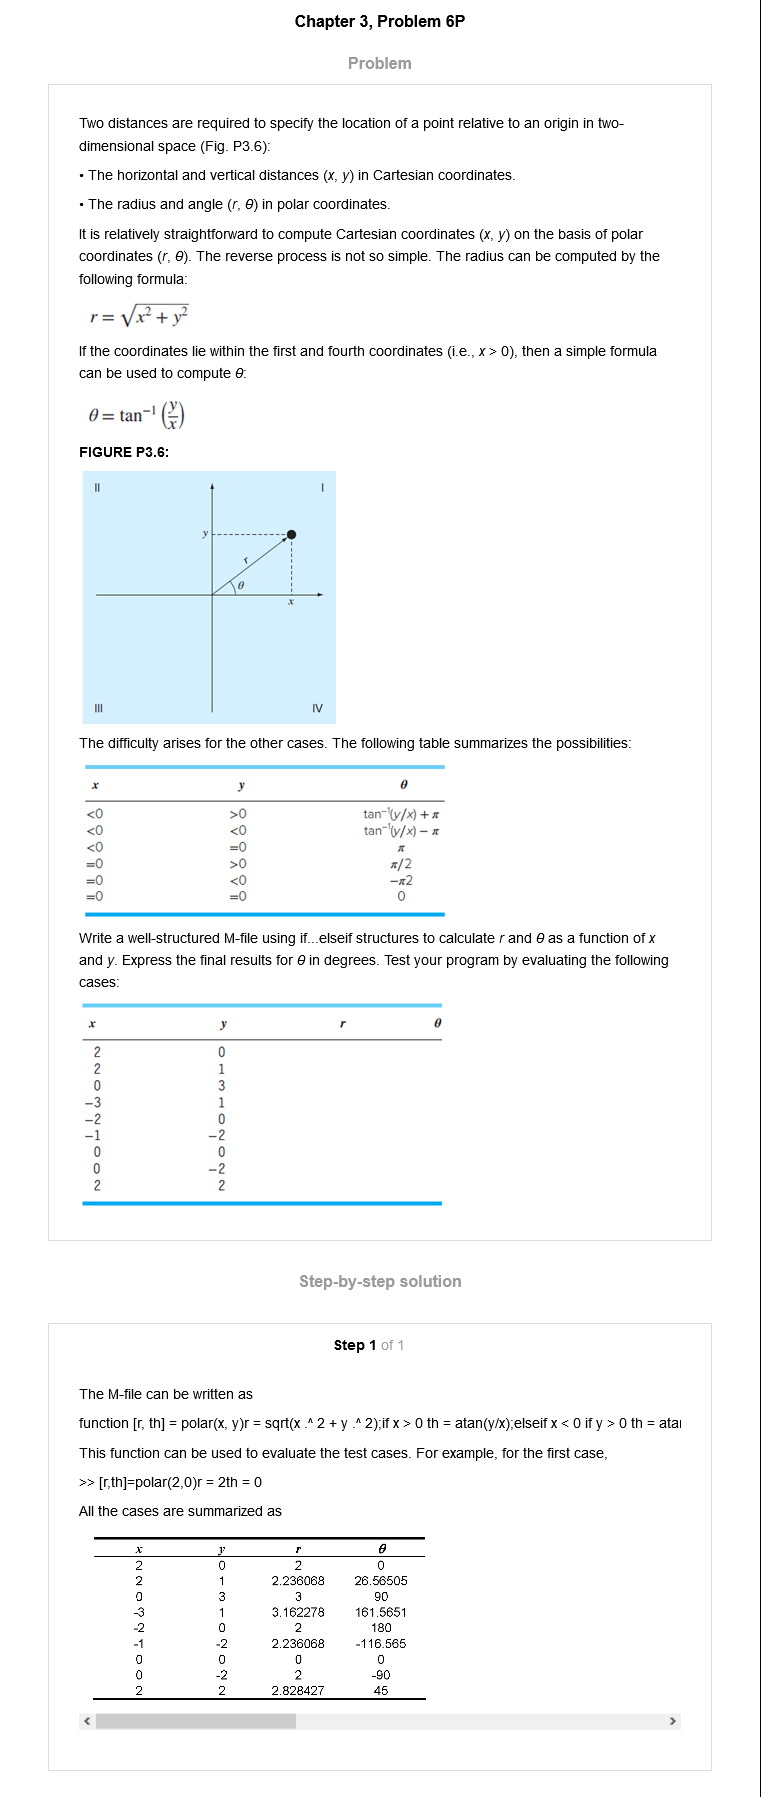 Chapter 3, Problem 6P
Problem
Two distances are required to specify the location of a point relative to an origin in two-
dimensional space (Fig. P3.6):
• The horizontal and vertical distances (x, y) in Cartesian coordinates.
• The radius and angle (r, θ) in polar coordinates.
It is relatively straightforward to compute Cartesian coordinates (x, y) on the basis of polar
coordinates (r, θ). The reverse process is not so simple. The radius can be computed by the
following formula:
r = √x² + y²
If the coordinates lie within the first and fourth coordinates (i.e., x > 0), then a simple formula
can be used to compute θ:
θ = tan⁻¹ (y/x)
FIGURE P3.6:
II I
y
r
θ
x
III IV
The difficulty arises for the other cases. The following table summarizes the possibilities:
x y θ
<0 >0 tan⁻¹(y/x) + π
<0 <0 tan⁻¹(y/x) − π
<0 =0 π
=0 >0 π/2
=0 <0 −π2
=0 =0 0
Write a well-structured M-file using if...elseif structures to calculate r and θ as a function of x
and y. Express the final results for θ in degrees. Test your program by evaluating the following
cases:
x y r θ
2 0
2 1
0 3
−3 1
−2 0
−1 −2
0 0
0 −2
2 2
Step-by-step solution
Step 1 of 1
The M-file can be written as
function [r, th] = polar(x, y)r = sqrt(x .^ 2 + y .^ 2);if x > 0 th = atan(y/x);elseif x < 0 if y > 0 th = ata
This function can be used to evaluate the test cases. For example, for the first case,
>> [r,th]=polar(2,0)r = 2th = 0
All the cases are summarized as
x y r θ
2 0 2 0
2 1 2.236068 26.56505
0 3 3 90
-3 1 3.162278 161.5651
-2 0 2 180
-1 -2 2.236068 -116.565
0 0 0 0
0 -2 2 -90
2 2 2.828427 45